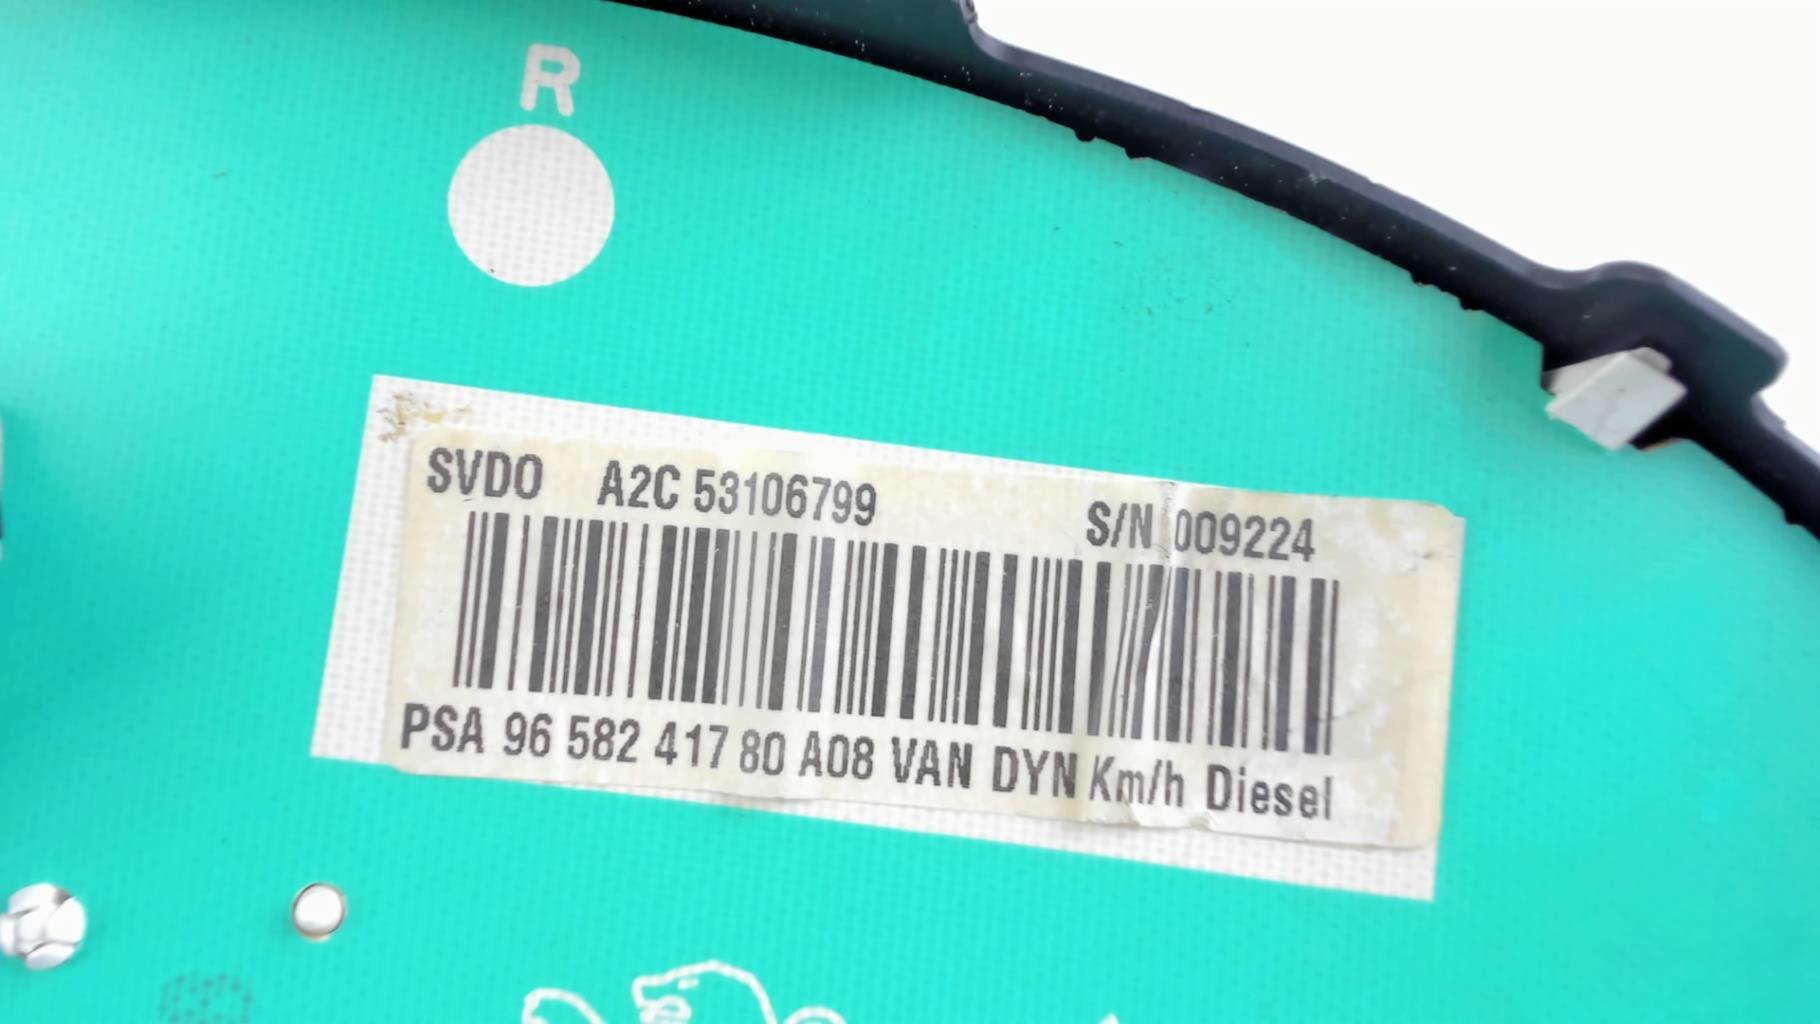 R
SVDO A2C 53106799 S/N 009224
PSA 96 582 417 80 A08 VAN DYN Km/h Diesel